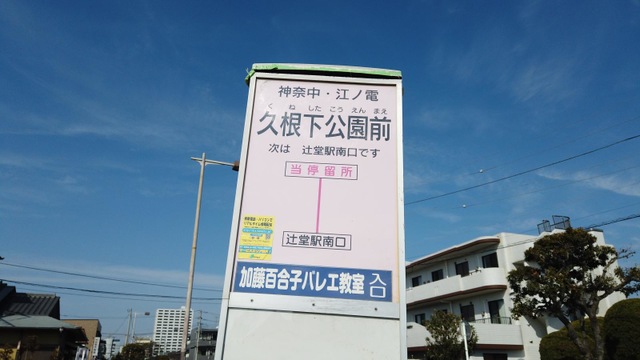 神奈中・江ノ電
くねしたこうえんまえ
久根下公園前
次は 辻堂駅南口です
当停留所
辻堂駅南口
加藤百合子バレエ教室 入口